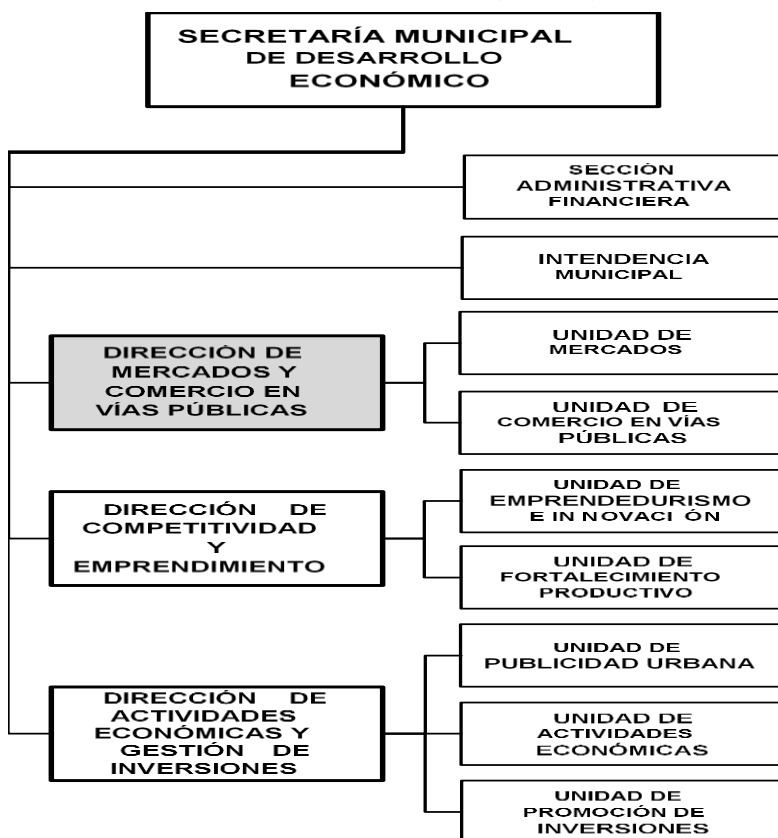 SECRETARÍA MUNICIPAL
DE DESARROLLO
ECONÓMICO
SECCIÓN
ADMINISTRATIVA
FINANCIERA
INTENDENCIA
MUNICIPAL
DIRECCIÓN DE
MERCADOS Y
COMERCIO EN
VÍAS PÚBLICAS
UNIDAD DE
MERCADOS
UNIDAD DE
COMERCIO EN VÍAS
PÚBLICAS
DIRECCIÓN DE
COMPETITIVIDAD
Y
EMPRENDIMIENTO
UNIDAD DE
EMPRENDEDURISMO
E IN NOVACI ÓN
UNIDAD DE
FORTALECIMIENTO
PRODUCTIVO
DIRECCIÓN DE
ACTIVIDADES
ECONÓMICAS Y
GESTIÓN DE
INVERSIONES
UNIDAD DE
PUBLICIDAD URBANA
UNIDAD DE
ACTIVIDADES
ECONÓMICAS
UNIDAD DE
PROMOCIÓN DE
INVERSIONES